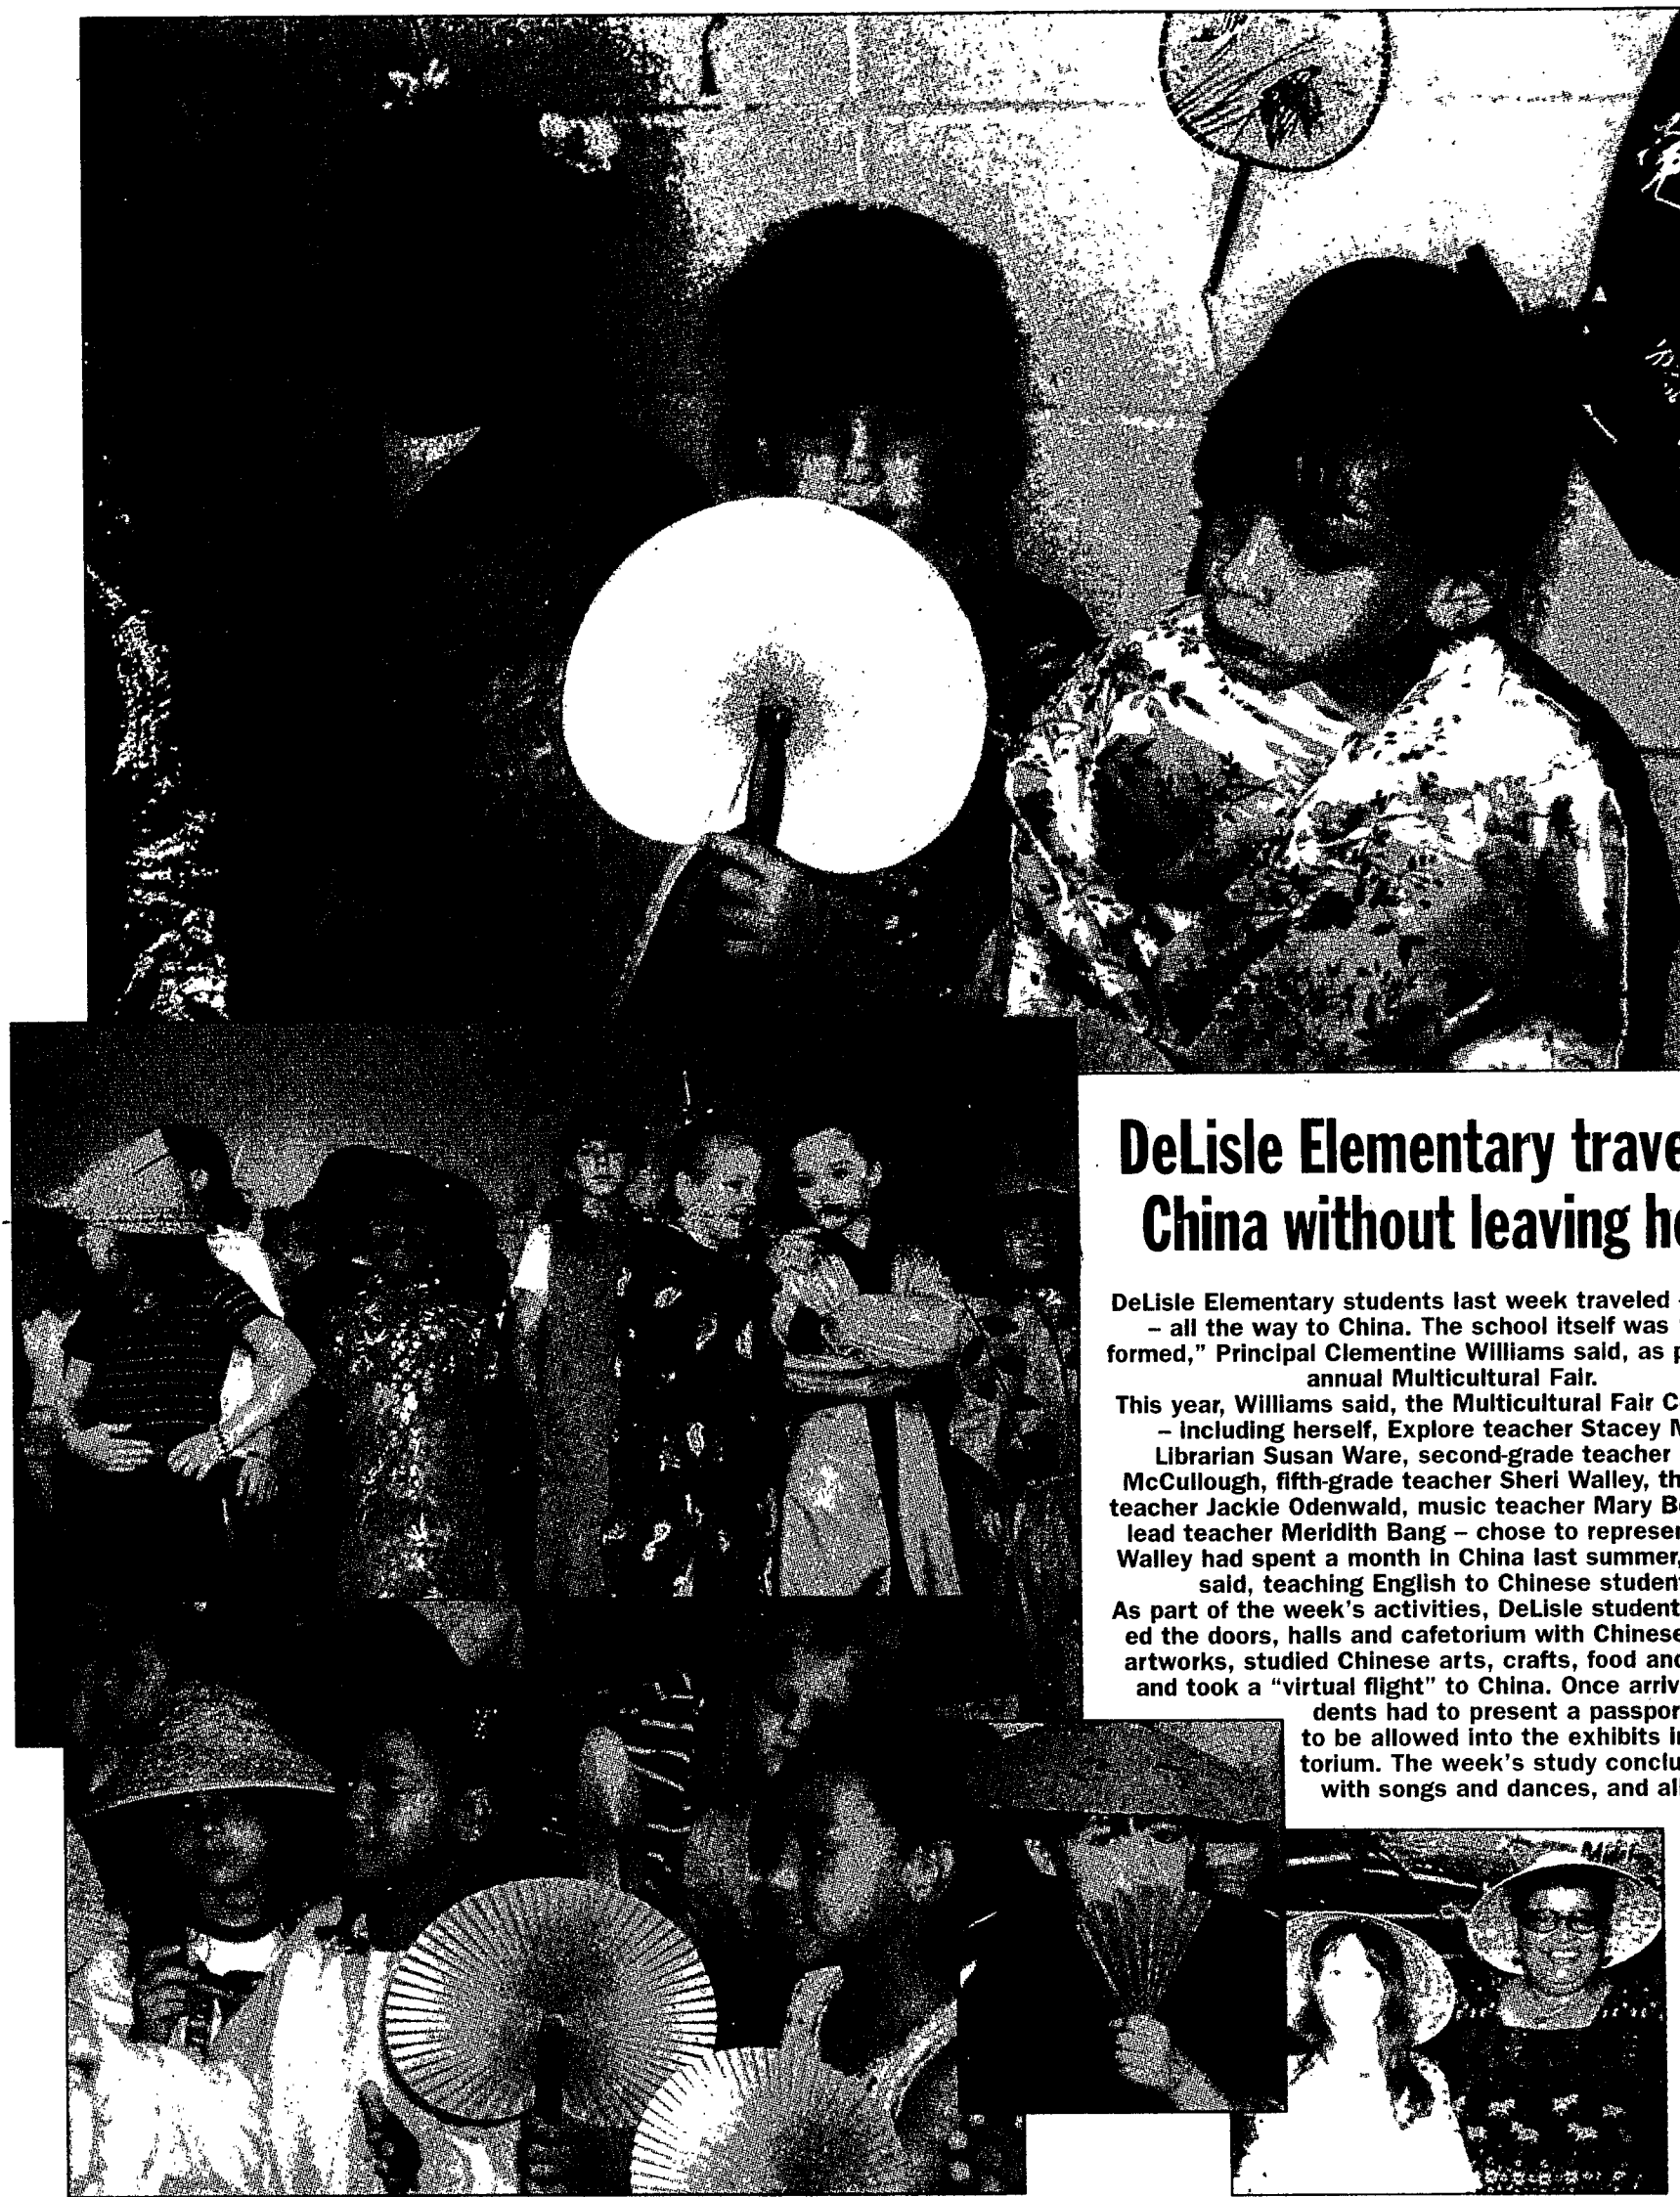 DeLisle Elementary trave
China without leaving h
DeLisle Elementary students last week traveled
– all the way to China. The school itself was
formed,” Principal Clementine Williams said, as p
annual Multicultural Fair.
This year, Williams said, the Multicultural Fair C
– including herself, Explore teacher Stacey
Librarian Susan Ware, second-grade teacher
McCullough, fifth-grade teacher Sheri Walley, th
teacher Jackie Odenwald, music teacher Mary B
lead teacher Meridith Bang – chose to represe
Walley had spent a month in China last summer,
said, teaching English to Chinese studen
As part of the week’s activities, DeLisle student
ed the doors, halls and cafetorium with Chinese
artworks, studied Chinese arts, crafts, food and
and took a “virtual flight” to China. Once arriv
dents had to present a passpor
to be allowed into the exhibits i
torium. The week’s study conclu
with songs and dances, and al